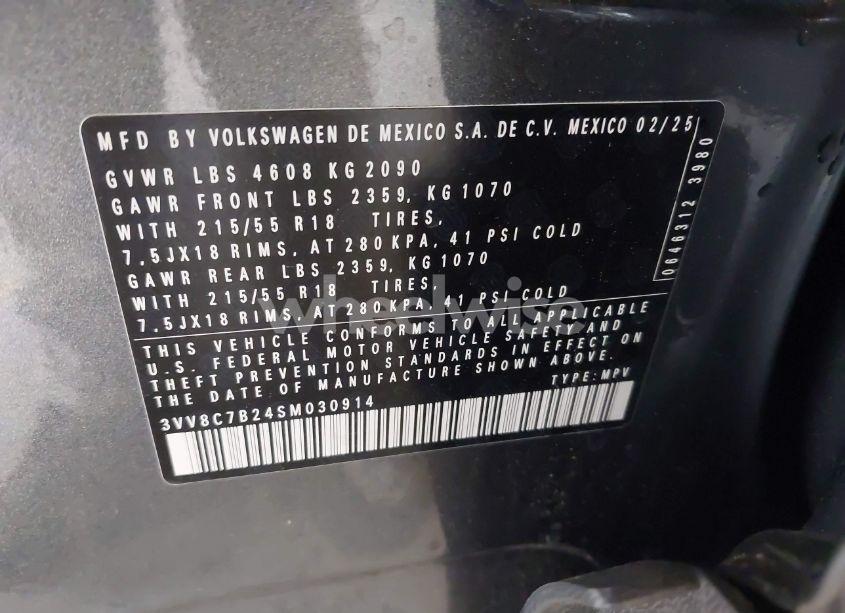 MFD BY VOLKSWAGEN DE MEXICO S.A. DE C.V. MEXICO 02/25
GVWR LBS 4608 KG 2090
GAWR FRONT LBS 2359, KG 1070
WITH 215/55 R18 TIRES,
7.5JX18 RIMS, AT 280 KPA, 41 PSI COLD
GAWR REAR LBS 2359, KG 1070
WITH 215/55 R18 TIRES,
7.5JX18 RIMS, AT 280 KPA 41 PSI COLD
THIS VEHICLE CONFORMS TO ALL APPLICABLE
U.S. FEDERAL MOTOR VEHICLE SAFETY AND
THEFT PREVENTION STANDARDS IN EFFECT ON
THE DATE OF MANUFACTURE SHOWN ABOVE.
TYPE: MPV
3VV8C7B24SM030914
0646312 3980
wheelwise